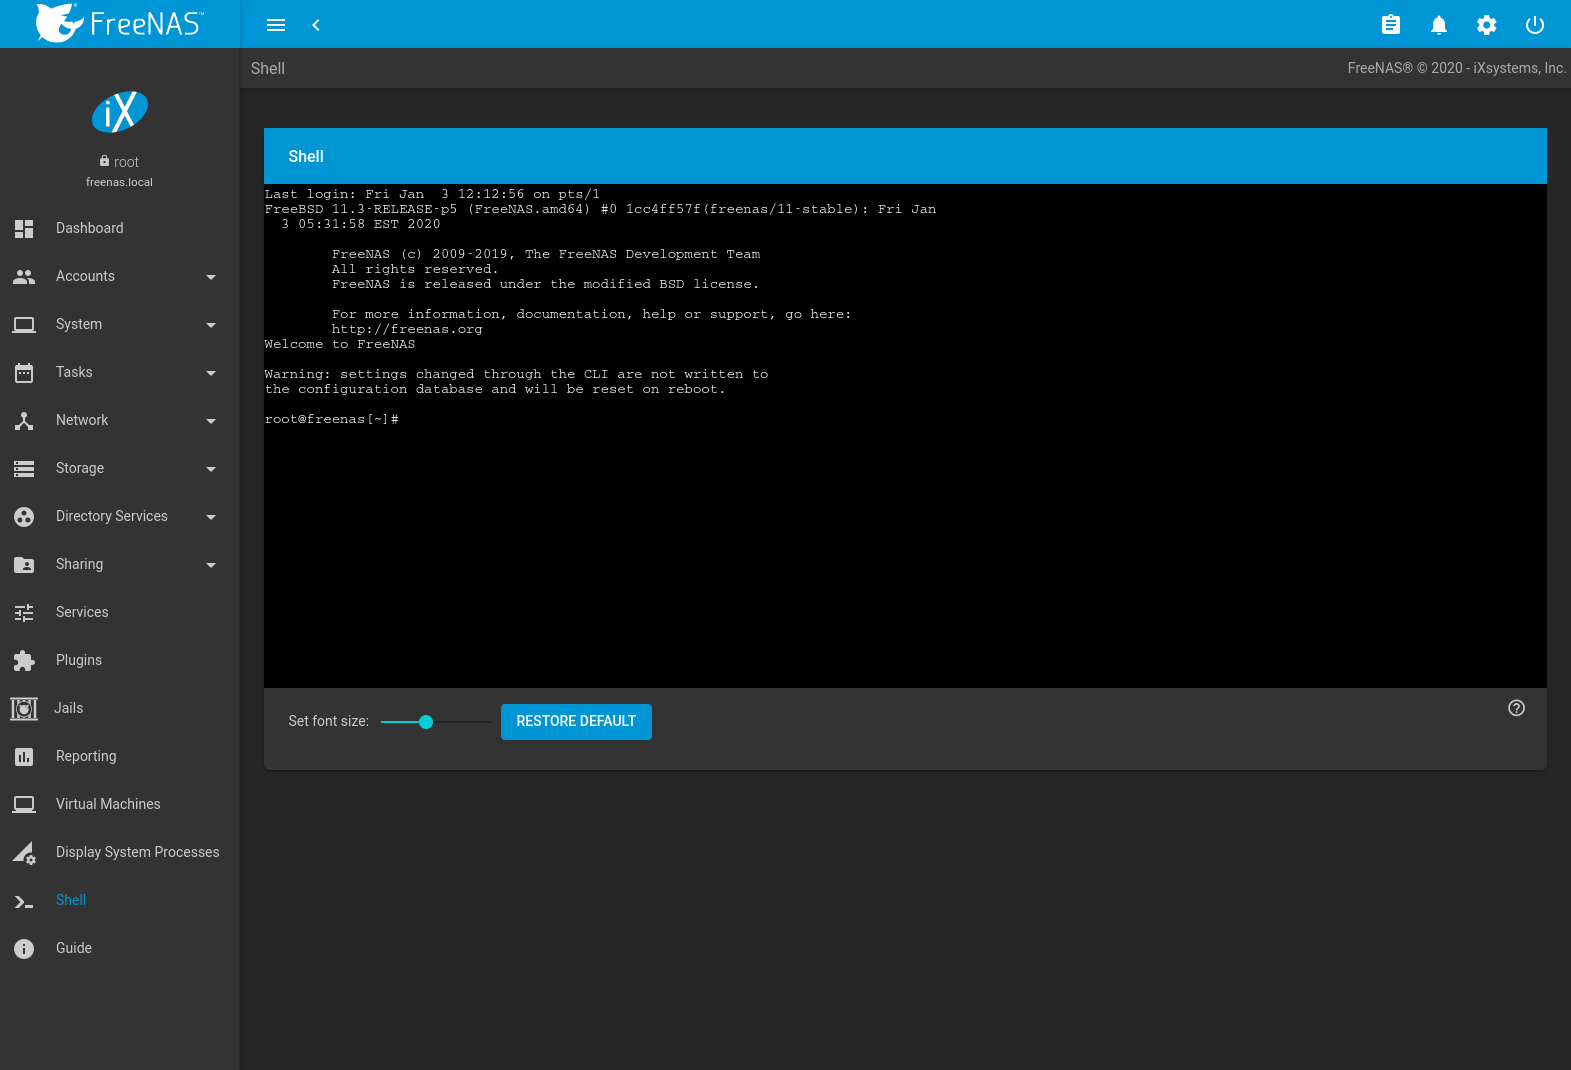 FreeNAS™
Shell
FreeNAS® © 2020 - iXsystems, Inc.
iX
root
freenas.local
Dashboard
Accounts
System
Tasks
Network
Storage
Directory Services
Sharing
Services
Plugins
Jails
Reporting
Virtual Machines
Display System Processes
Shell
Guide
Shell
Last login: Fri Jan  3 12:12:56 on pts/1
FreeBSD 11.3-RELEASE-p5 (FreeNAS.amd64) #0 1cc4ff57f(freenas/11-stable): Fri Jan
  3 05:31:58 EST 2020
        FreeNAS (c) 2009-2019, The FreeNAS Development Team
        All rights reserved.
        FreeNAS is released under the modified BSD license.
        For more information, documentation, help or support, go here:
        http://freenas.org
Welcome to FreeNAS
Warning: settings changed through the CLI are not written to
the configuration database and will be reset on reboot.
root@freenas[~]#
Set font size:
RESTORE DEFAULT